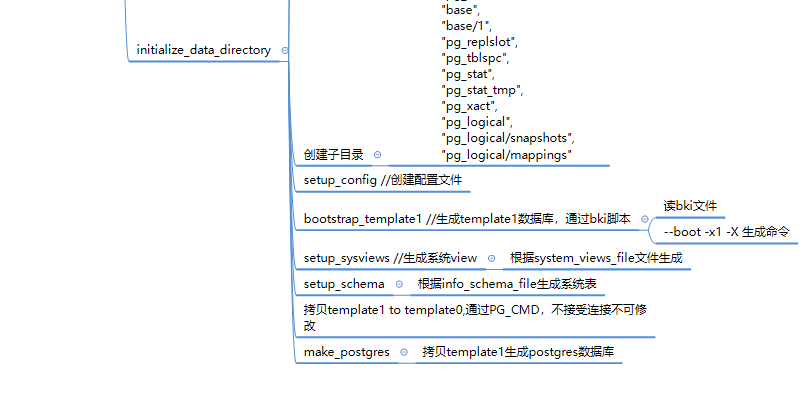 "base",
"base/1",
"pg_replslot",
"pg_tblspc",
"pg_stat",
"pg_stat_tmp",
"pg_xact",
"pg_logical",
"pg_logical/snapshots",
"pg_logical/mappings"
initialize_data_directory
创建子目录
setup_config //创建配置文件
bootstrap_template1 //生成template1数据库，通过bki脚本
读bki文件
--boot -x1 -X 生成命令
setup_sysviews //生成系统view
根据system_views_file文件生成
setup_schema
根据info_schema_file生成系统表
拷贝template1 to template0,通过PG_CMD，不接受连接不可修
改
make_postgres
拷贝template1生成postgres数据库